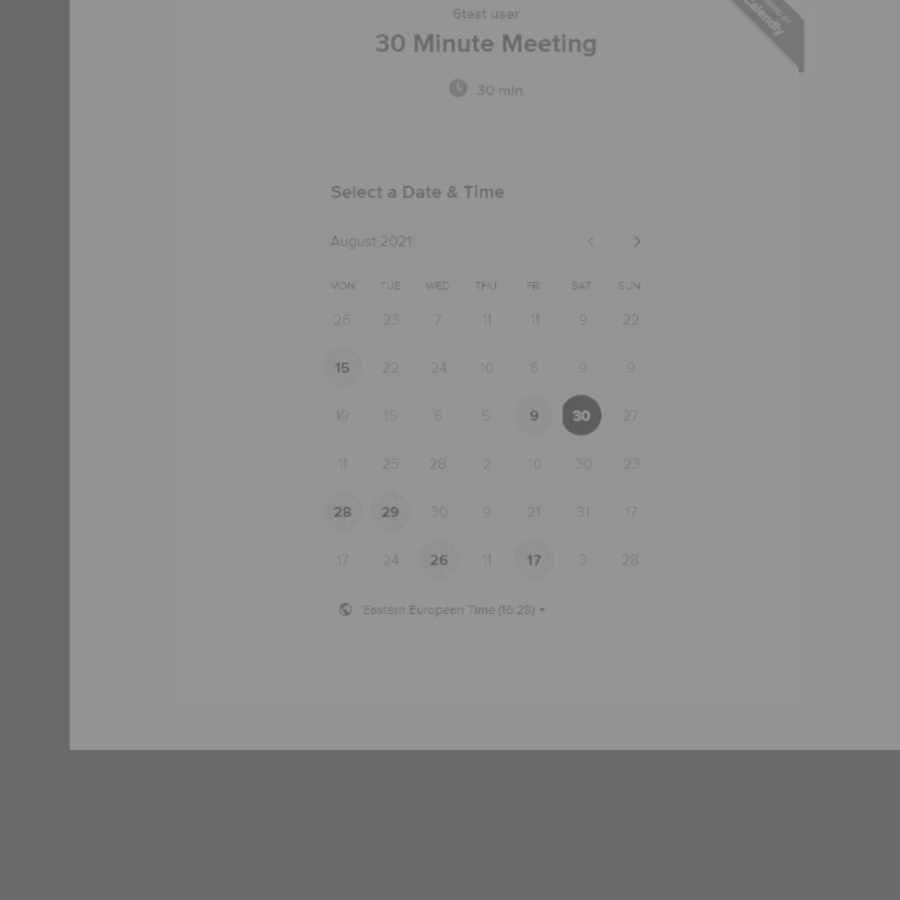 6test user
30 Minute Meeting
30 min
Calendly
Select a Date & Time
August 2021
MON TUE WED THU FRI SAT SUN
26 23 7 11 11 9 22
15 22 24 10 6 9 9
19 15 6 5 9 30 27
11 25 28 2 10 30 23
28 29 30 9 21 31 17
17 24 26 11 17 3 28
Eastern European Time (16:28)